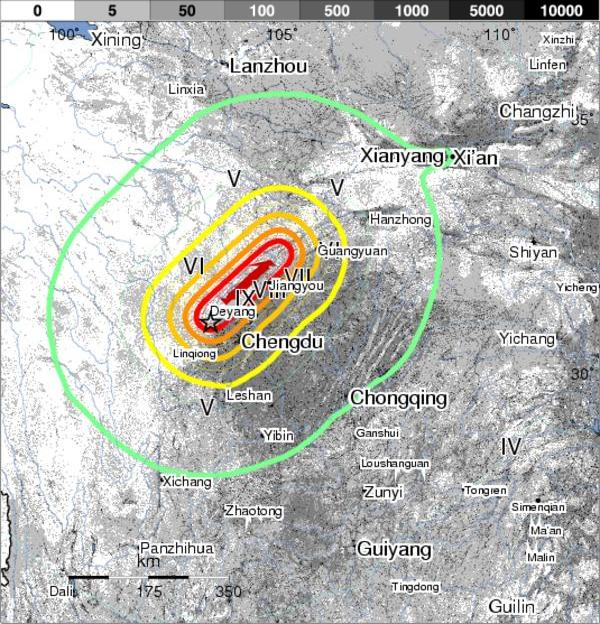 0 5 50 100 500 1000 5000 10000
100° Xining 105° 110° Xinzhi
Lanzhou Linfen
Linxia
Changzhi 35°
Xianyang Xi'an
V V
Hanzhong
VI Guangyuan VI Shiyan
VII
VIII Jiangyou Yicheng
IX
Deyang
Chengdu Yichang
Linqiong
30°
Leshan Chongqing
V
Yibin Ganshui
IV
Loushanguan
Xichang
Zunyi Tongren
Zhaotong Simenqian
Ma'an
Panzhihua Guiyang
km Malin
Dali 175 350 Tingdong
Guilin